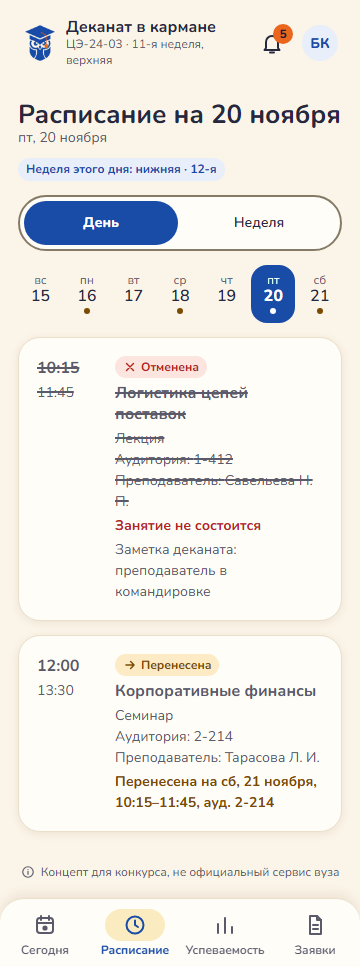 Деканат в кармане
ЦЭ-24-03 · 11-я неделя,
верхняя
5
БК
Расписание на 20 ноября
пт, 20 ноября
Неделя этого дня: нижняя · 12-я
День
Неделя
вс
15
пн
16
вт
17
ср
18
чт
19
пт
20
сб
21
10:15
11:45
Отменена
Логистика цепей
поставок
Лекция
Аудитория: 1-412
Преподаватель: Савельева Н.
П.
Занятие не состоится
Заметка деканата:
преподаватель в
командировке
12:00
13:30
Перенесена
Корпоративные финансы
Семинар
Аудитория: 2-214
Преподаватель: Тарасова Л. И.
Перенесена на сб, 21 ноября,
10:15–11:45, ауд. 2-214
Концепт для конкурса, не официальный сервис вуза
Сегодня
Расписание
Успеваемость
Заявки